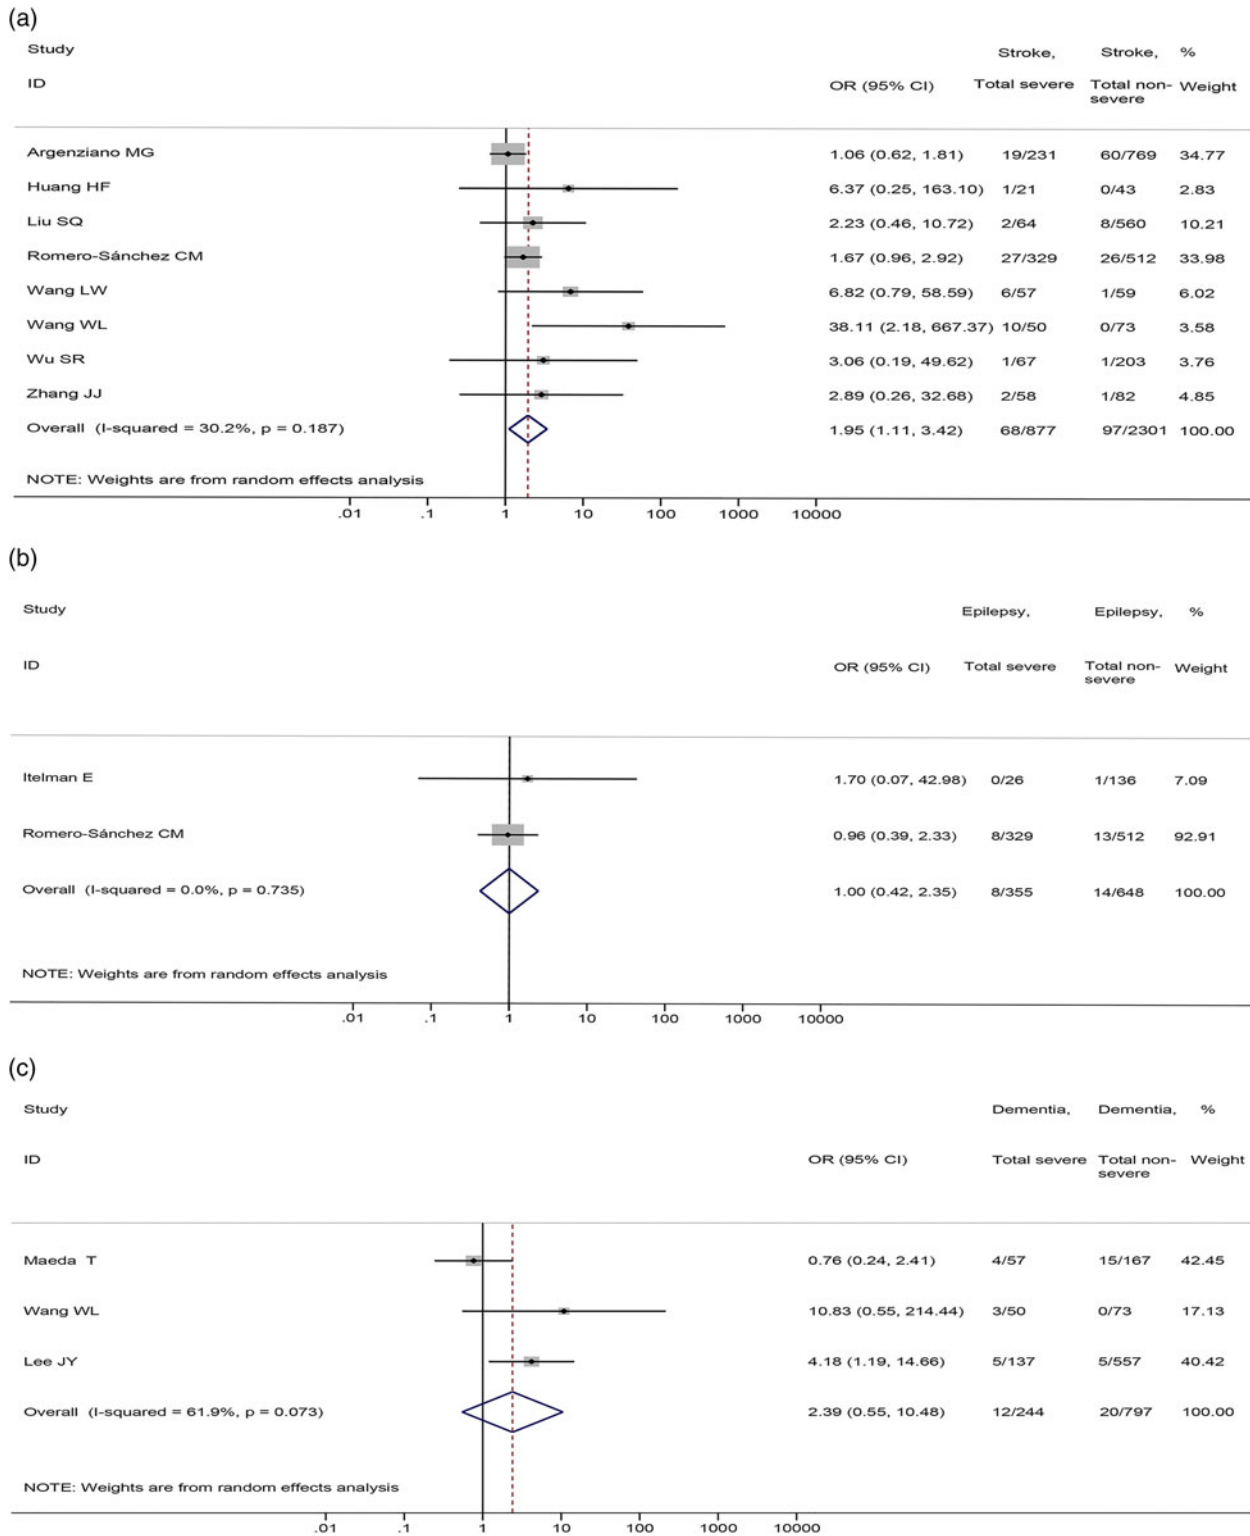 (a)
Study Stroke, Stroke, %
ID OR (95% CI) Total severe Total non- Weight
severe
Argenziano MG 1.06 (0.62, 1.81) 19/231 60/769 34.77
Huang HF 6.37 (0.25, 163.10) 1/21 0/43 2.83
Liu SQ 2.23 (0.46, 10.72) 2/64 8/560 10.21
Romero-Sánchez CM 1.67 (0.96, 2.92) 27/329 26/512 33.98
Wang LW 6.82 (0.79, 58.59) 6/57 1/59 6.02
Wang WL 38.11 (2.18, 667.37) 10/50 0/73 3.58
Wu SR 3.06 (0.19, 49.62) 1/67 1/203 3.76
Zhang JJ 2.89 (0.26, 32.68) 2/58 1/82 4.85
Overall (I-squared = 30.2%, p = 0.187) 1.95 (1.11, 3.42) 68/877 97/2301 100.00
NOTE: Weights are from random effects analysis
.01 .1 1 10 100 1000 10000
(b)
Study Epilepsy, Epilepsy, %
ID OR (95% CI) Total severe Total non- Weight
severe
Itelman E 1.70 (0.07, 42.98) 0/26 1/136 7.09
Romero-Sánchez CM 0.96 (0.39, 2.33) 8/329 13/512 92.91
Overall (I-squared = 0.0%, p = 0.735) 1.00 (0.42, 2.35) 8/355 14/648 100.00
NOTE: Weights are from random effects analysis
.01 .1 1 10 100 1000 10000
(c)
Study Dementia, Dementia, %
ID OR (95% CI) Total severe Total non- Weight
severe
Maeda T 0.76 (0.24, 2.41) 4/57 15/167 42.45
Wang WL 10.83 (0.55, 214.44) 3/50 0/73 17.13
Lee JY 4.18 (1.19, 14.66) 5/137 5/557 40.42
Overall (I-squared = 61.9%, p = 0.073) 2.39 (0.55, 10.48) 12/244 20/797 100.00
NOTE: Weights are from random effects analysis
.01 .1 1 10 100 1000 10000